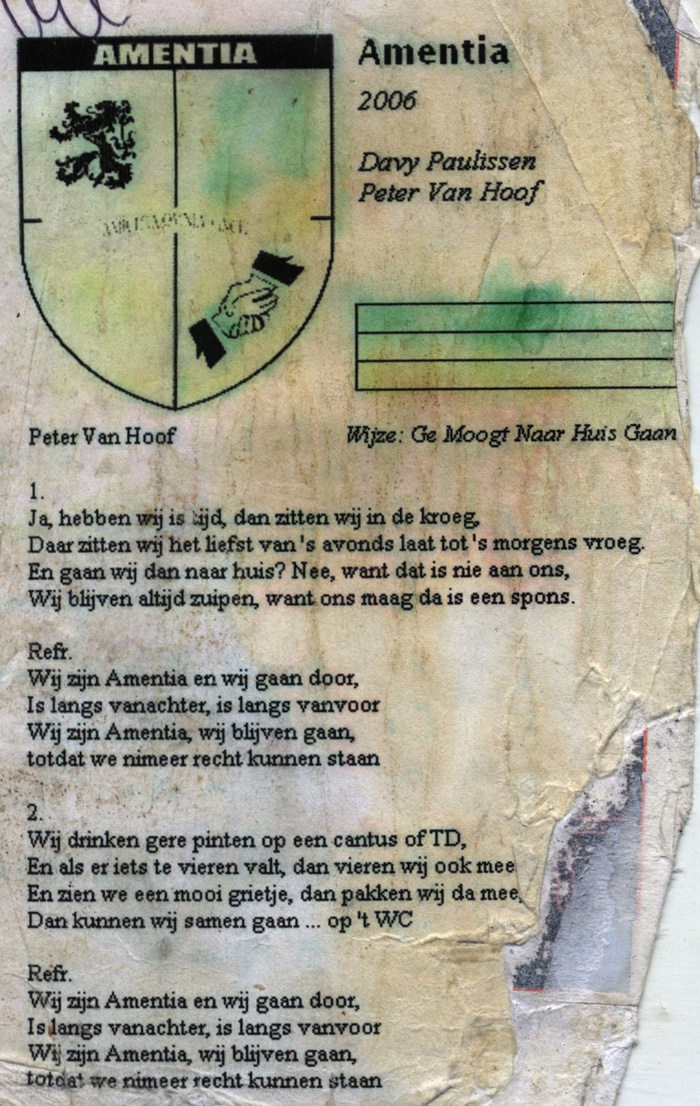 AMENTIA
Amentia
2006
Davy Paulissen
Peter Van Hoof
Peter Van Hoof
Wijze: Ge Moogt Naar Huis Gaan
1.
Ja, hebben wij is tijd, dan zitten wij in de kroeg,
Daar zitten wij het liefst van 's avonds laat tot 's morgens vroeg.
En gaan wij dan naar huis? Nee, want dat is nie aan ons,
Wij blijven altijd zuipen, want ons maag da is een spons.
Refr.
Wij zijn Amentia en wij gaan door,
Is langs vanachter, is langs vanvoor
Wij zijn Amentia, wij blijven gaan,
totdat we nimeer recht kunnen staan
2.
Wij drinken gere pinten op een cantus of TD,
En als er iets te vieren valt, dan vieren wij ook mee
En zien we een mooi grietje, dan pakken wij da mee,
Dan kunnen wij samen gaan ... op 't WC
Refr.
Wij zijn Amentia en wij gaan door,
Is langs vanachter, is langs vanvoor
Wij zijn Amentia, wij blijven gaan,
totdat we nimeer recht kunnen staan